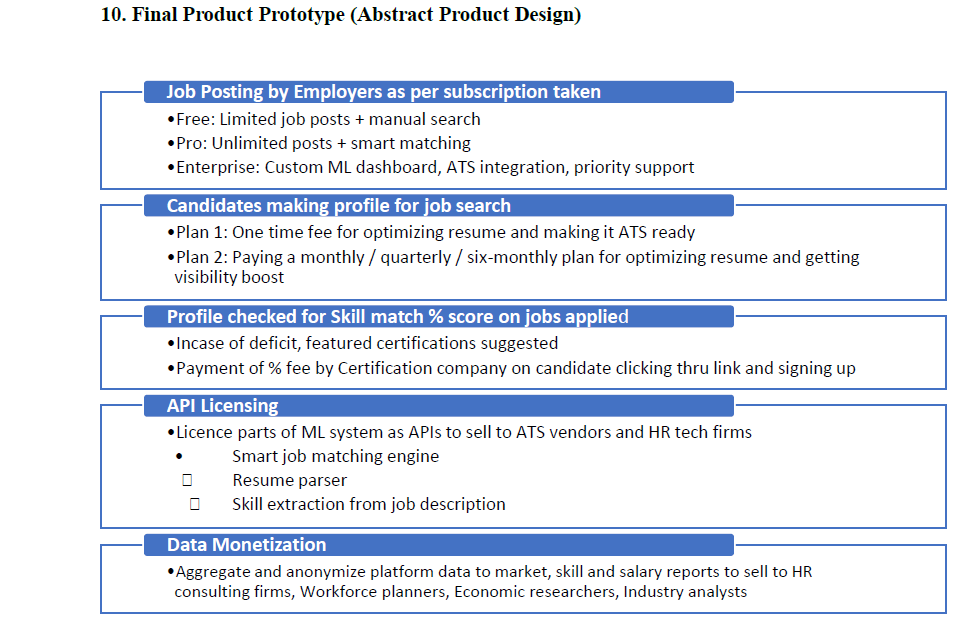 10. Final Product Prototype (Abstract Product Design)
Job Posting by Employers as per subscription taken
•Free: Limited job posts + manual search
•Pro: Unlimited posts + smart matching
•Enterprise: Custom ML dashboard, ATS integration, priority support
Candidates making profile for job search
•Plan 1: One time fee for optimizing resume and making it ATS ready
•Plan 2: Paying a monthly / quarterly / six-monthly plan for optimizing resume and getting
visibility boost
Profile checked for Skill match % score on jobs applied
•Incase of deficit, featured certifications suggested
•Payment of % fee by Certification company on candidate clicking thru link and signing up
API Licensing
•Licence parts of ML system as APIs to sell to ATS vendors and HR tech firms
• Smart job matching engine
□ Resume parser
□ Skill extraction from job description
Data Monetization
•Aggregate and anonymize platform data to market, skill and salary reports to sell to HR
consulting firms, Workforce planners, Economic researchers, Industry analysts